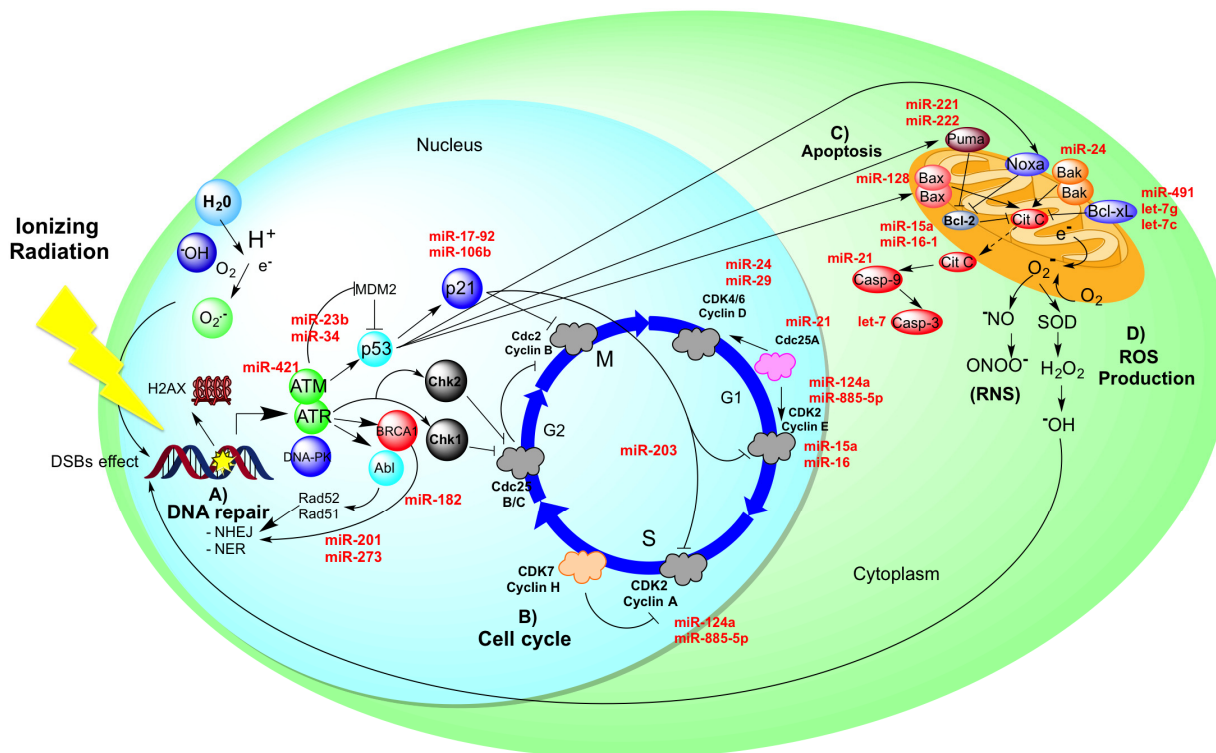 Ionizing
Radiation
Nucleus
H20
-OH
O2
H+
e-
O2.-
H2AX
DSBs effect
A)
DNA repair
- NHEJ
- NER
miR-421
miR-23b
miR-34
ATM
ATR
DNA-PK
MDM2
p53
miR-17-92
miR-106b
p21
Chk2
Chk1
BRCA1
Abl
Rad52
Rad51
miR-182
miR-201
miR-273
Cdc2
Cyclin B
M
G2
Cdc25
B/C
miR-24
miR-29
CDK4/6
Cyclin D
miR-21
Cdc25A
G1
miR-124a
miR-885-5p
CDK2
Cyclin E
miR-15a
miR-16
miR-203
S
CDK7
Cyclin H
CDK2
Cyclin A
miR-124a
miR-885-5p
B)
Cell cycle
C)
Apoptosis
miR-221
miR-222
Puma
Noxa
miR-24
Bak
Bak
miR-128
Bax
Bax
Bcl-2
Cit C
Bcl-xL
miR-491
let-7g
let-7c
miR-15a
miR-16-1
e-
miR-21
Cit C
Casp-9
let-7
Casp-3
O2-
O2
-NO
SOD
ONOO-
(RNS)
H2O2
-OH
D)
ROS
Production
Cytoplasm